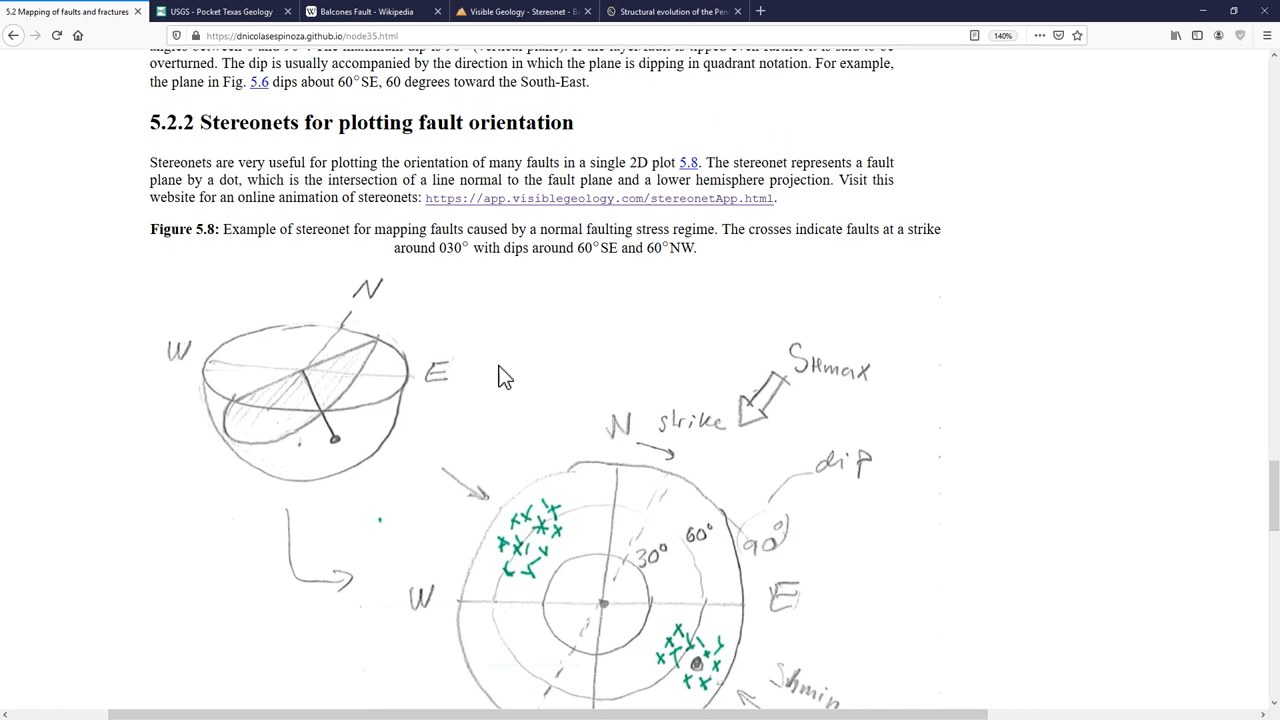 5.2 Mapping of faults and fractures
USGS - Pocket Texas Geology
Balcones Fault - Wikipedia
Visible Geology - Stereonet - B
Structural evolution of the Pen
https://dnicolasespinoza.github.io/node35.html
140%
overturned. The dip is usually accompanied by the direction in which the plane is dipping in quadrant notation. For example,
the plane in Fig. 5.6 dips about 60°SE, 60 degrees toward the South-East.
5.2.2 Stereonets for plotting fault orientation
Stereonets are very useful for plotting the orientation of many faults in a single 2D plot 5.8. The stereonet represents a fault
plane by a dot, which is the intersection of a line normal to the fault plane and a lower hemisphere projection. Visit this
website for an online animation of stereonets: https://app.visiblegeology.com/stereonetApp.html.
Figure 5.8: Example of stereonet for mapping faults caused by a normal faulting stress regime. The crosses indicate faults at a strike
around 030° with dips around 60°SE and 60°NW.
N
W
E
SHmax
N strike
dip
30°
60°
90°
W
E
Shmin